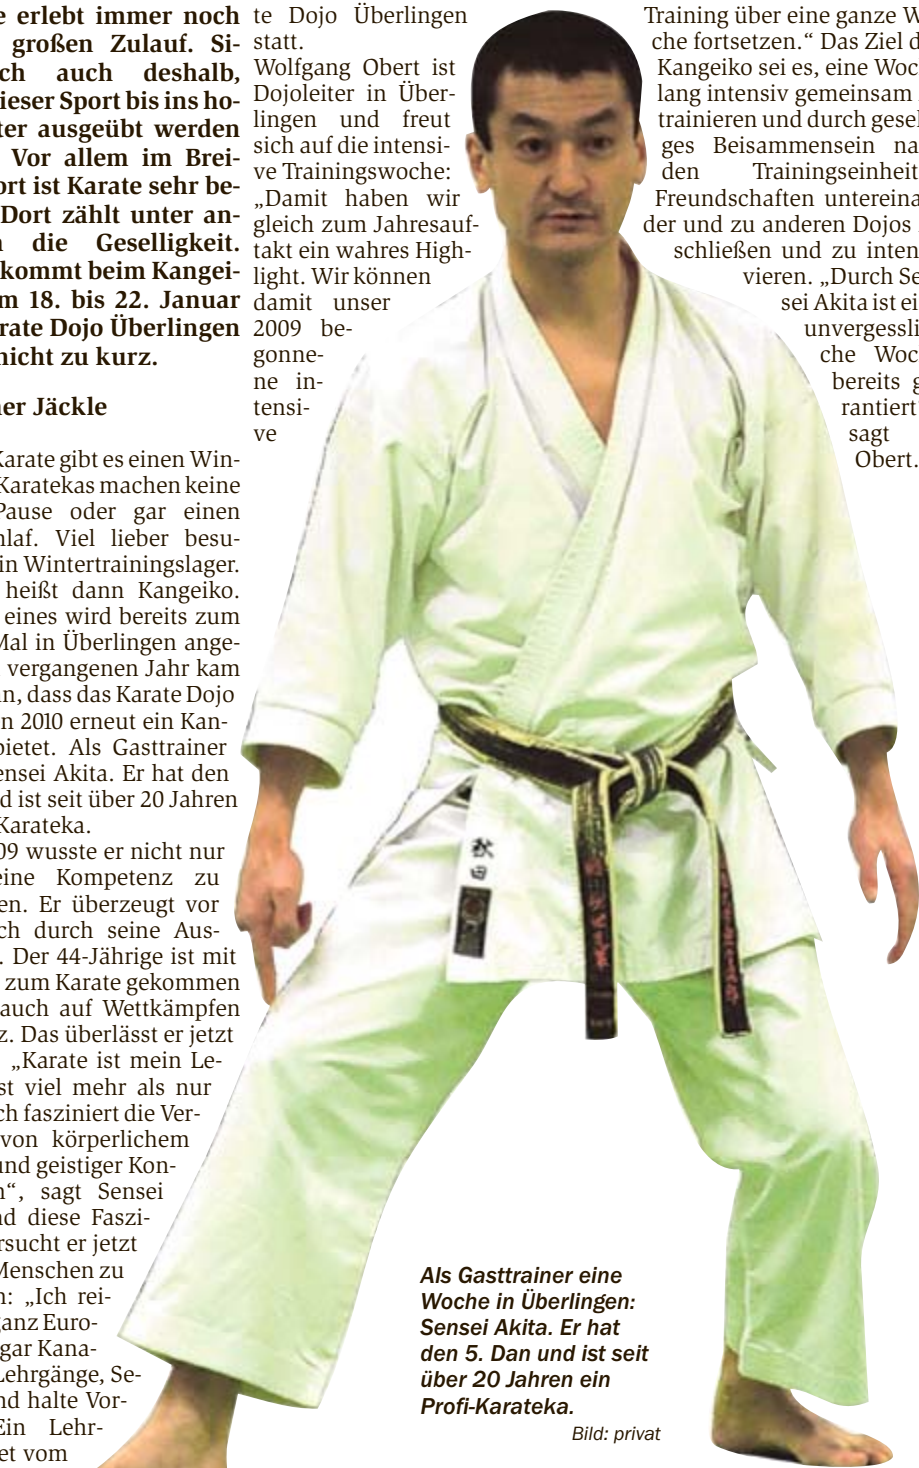 e erlebt immer noch
großen Zulauf. Si-
ch auch deshalb,
ieser Sport bis ins ho-
ter ausgeübt werden
Vor allem im Brei-
ort ist Karate sehr be-
Dort zählt unter an-
n die Geselligkeit.
kommt beim Kangei-
m 18. bis 22. Januar
rate Dojo Überlingen
nicht zu kurz.
ner Jäckle
Karate gibt es einen Win-
Karatekas machen keine
Pause oder gar einen
hlaf. Viel lieber besu-
in Wintertrainingslager.
heißt dann Kangeiko.
eines wird bereits zum
Mal in Überlingen ange-
vergangenen Jahr kam
n, dass das Karate Dojo
n 2010 erneut ein Kan-
bietet. Als Gasttrainer
ensei Akita. Er hat den
d ist seit über 20 Jahren
Karateka.
09 wusste er nicht nur
eine Kompetenz zu
en. Er überzeugt vor
ch durch seine Aus-
. Der 44-Jährige ist mit
zum Karate gekommen
auch auf Wettkämpfen
z. Das überlässt er jetzt
„Karate ist mein Le-
st viel mehr als nur
ch fasziniert die Ver-
von körperlichem
und geistiger Kon-
n“, sagt Sensei
nd diese Faszi-
rsucht er jetzt
Menschen zu
n: „Ich rei-
ganz Euro-
gar Kana-
Lehrgänge, Se-
nd halte Vor-
Ein Lehr-
et vom
te Dojo Überlingen
statt.
Wolfgang Obert ist
Dojoleiter in Über-
lingen und freut
sich auf die intensi-
ve Trainingswoche:
„Damit haben wir
gleich zum Jahresauf-
takt ein wahres High-
light. Wir können
damit unser
2009 be-
gonne-
ne in-
tensi-
ve
Training über eine ganze W
che fortsetzen.“ Das Ziel d
Kangeiko sei es, eine Woc
lang intensiv gemeinsam
trainieren und durch gesel
ges Beisammensein na
den Trainingseinheit
Freundschaften untereina
der und zu anderen Dojos
schließen und zu inten
vieren. „Durch Se
sei Akita ist ei
unvergessli
che Woc
bereits g
rantiert
sagt
Obert.
秋田
Als Gasttrainer eine
Woche in Überlingen:
Sensei Akita. Er hat
den 5. Dan und ist seit
über 20 Jahren ein
Profi-Karateka.
Bild: privat